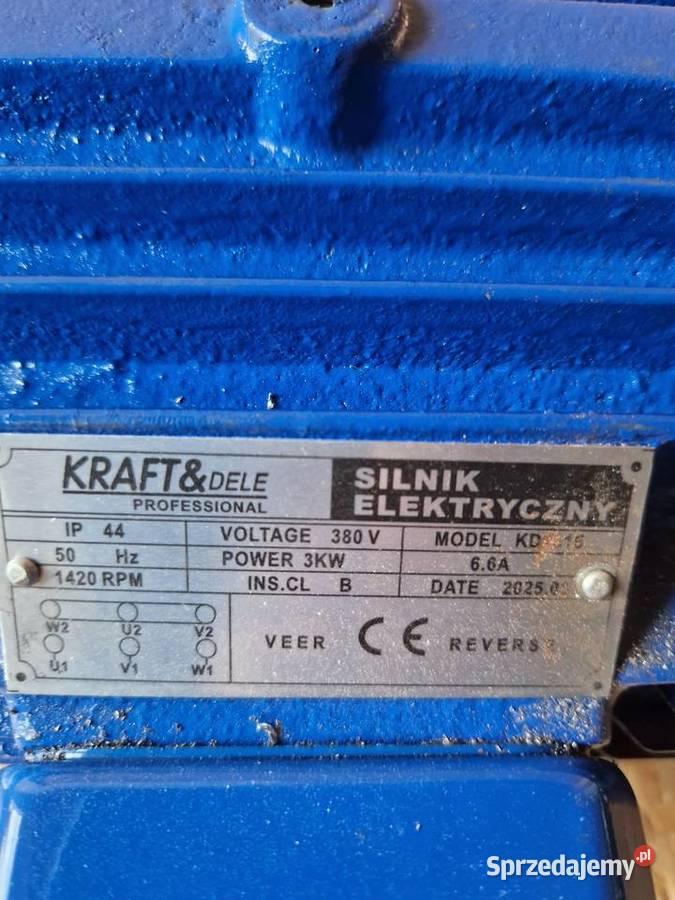 KRAFT&DELE
PROFESSIONAL
SILNIK
ELEKTRYCZNY
IP 44
VOLTAGE 380 V
MODEL
50 Hz
POWER 3KW
6.6A
1420 RPM
INS.CL B
DATE
W2 U2 V2
U1 V1 W1
VEER CE
Sprzedajemy.pl